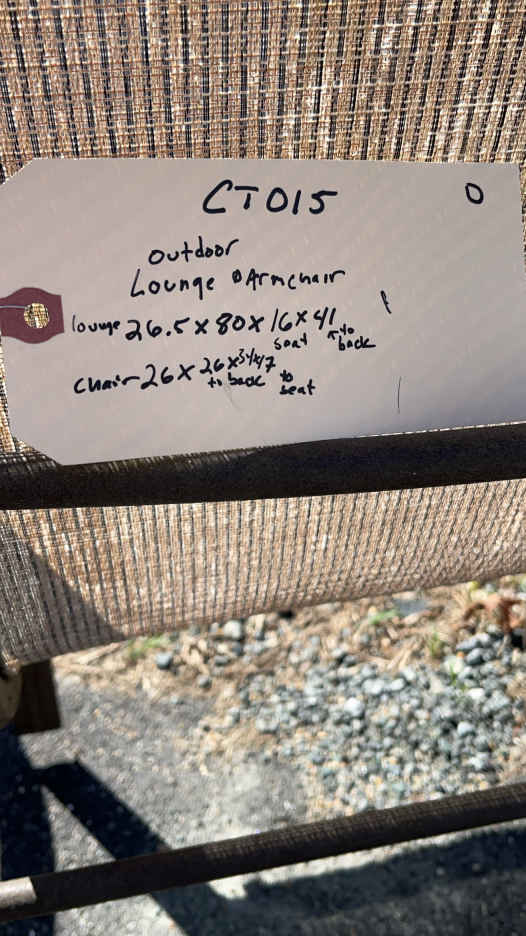 CT015 O
Outdoor
Lounge & Armchair
lounge 26.5 x 80 x 16 x 41
seat to back
chair 26 x 26 x 34 x 17
to back to seat